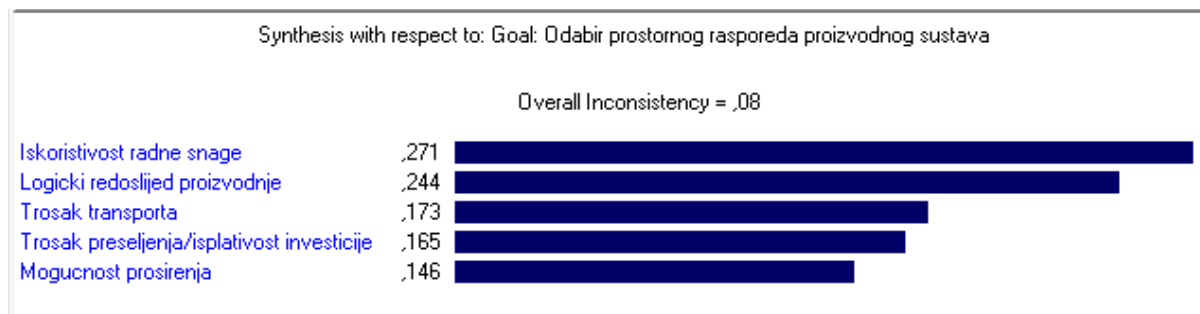 Synthesis with respect to: Goal: Odabir prostornog rasporeda proizvodnog sustava
Overall Inconsistency = ,08
Iskoristivost radne snage ,271
Logicki redoslijed proizvodnje ,244
Trosak transporta ,173
Trosak preseljenja/isplativost investicije ,165
Mogucnost prosirenja ,146